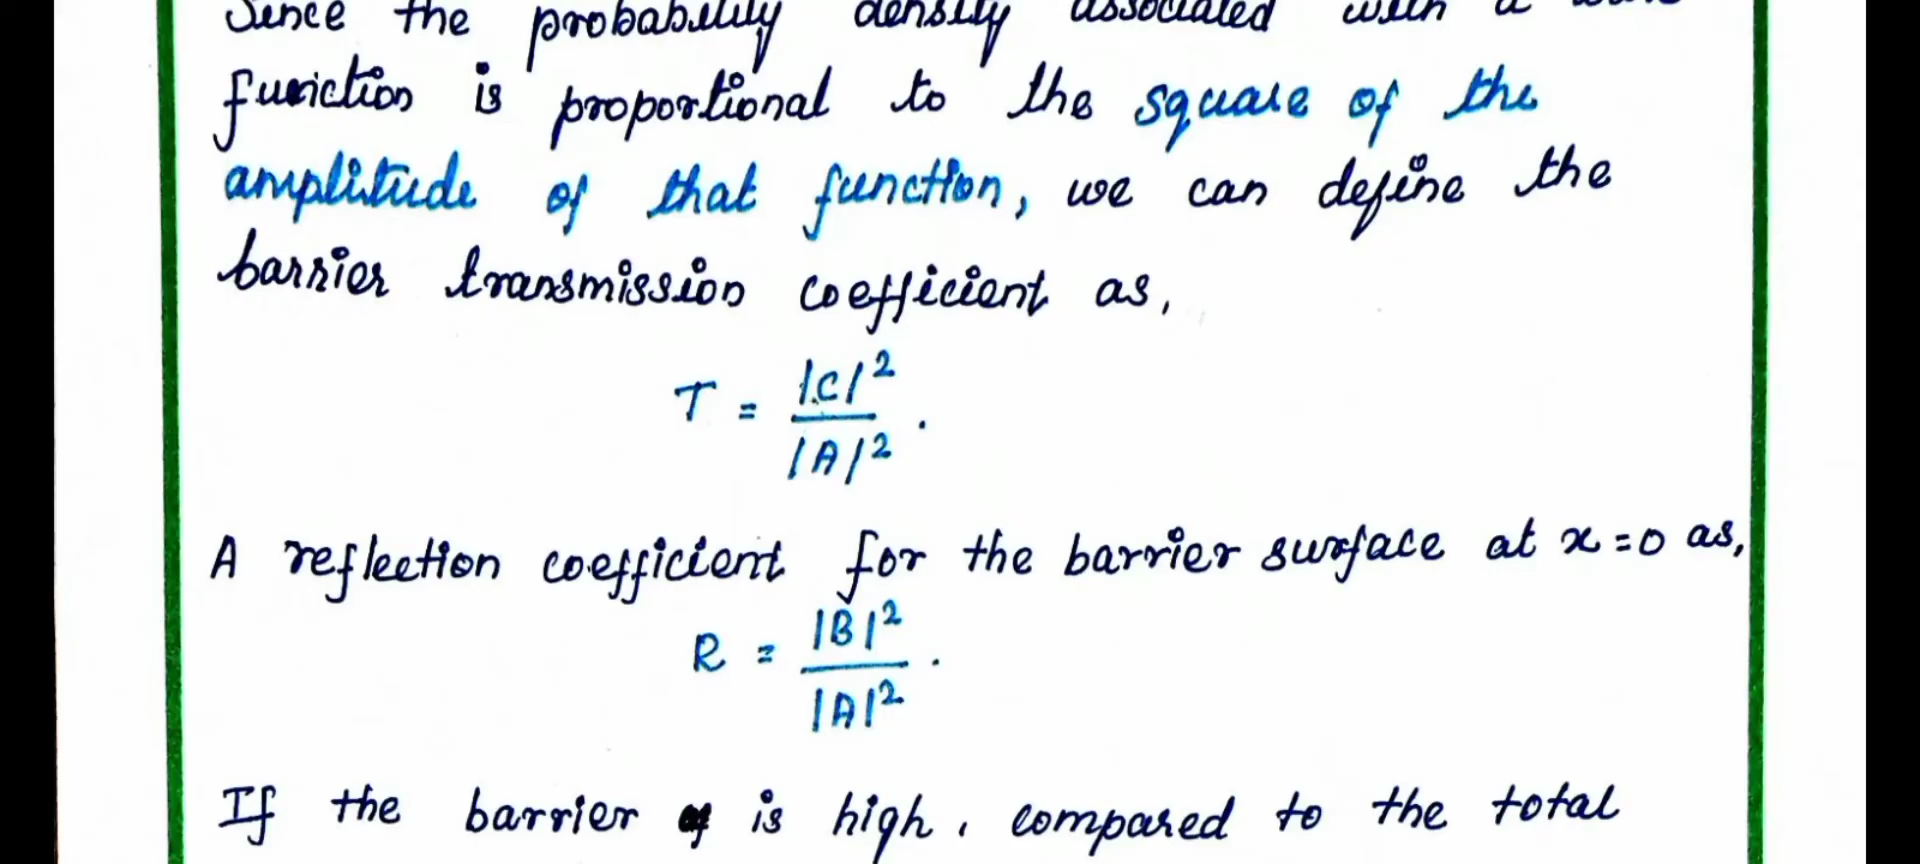 Since the probability density associated with a wave
function is proportional to the square of the
amplitude of that function, we can define the
barrier transmission coefficient as,
T = |C|²
|A|² .
A reflection coefficient for the barrier surface at x=0 as,
R = |B|²
|A|² .
If the barrier is high, compared to the total